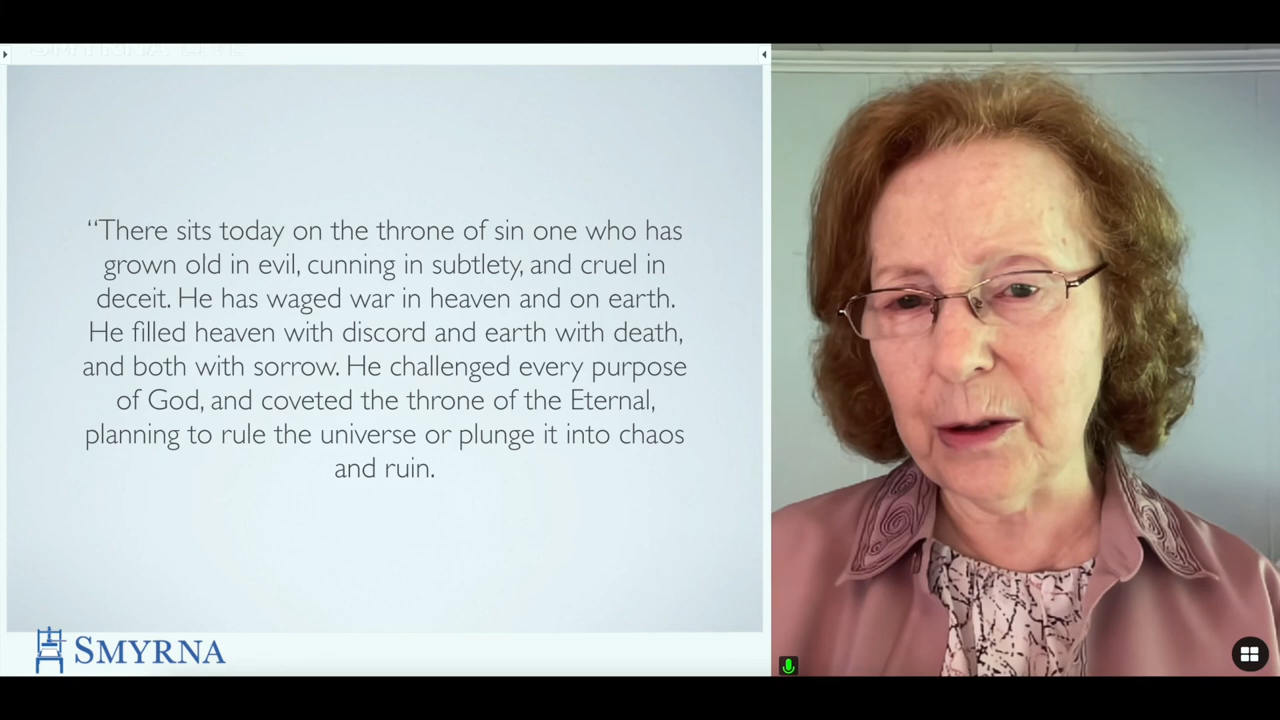 “There sits today on the throne of sin one who has
grown old in evil, cunning in subtlety, and cruel in
deceit. He has waged war in heaven and on earth.
He filled heaven with discord and earth with death,
and both with sorrow. He challenged every purpose
of God, and coveted the throne of the Eternal,
planning to rule the universe or plunge it into chaos
and ruin.
SMYRNA